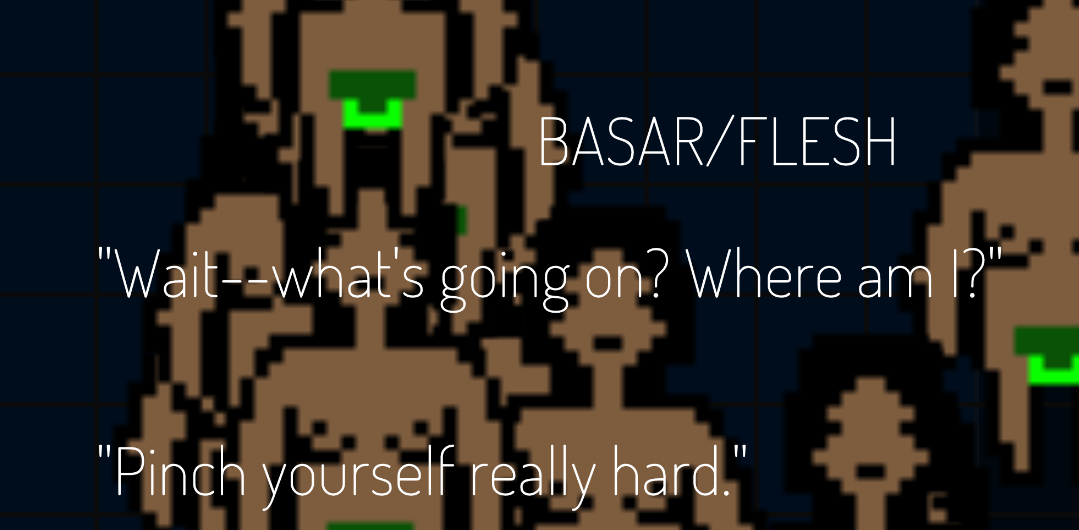 BASAR/FLESH
"Wait--what's going on? Where am I?"
"Pinch yourself really hard."